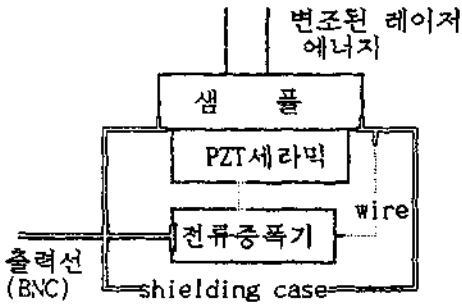 변조된 레이저
에너지
샘 플
PZT세라믹
wire
전류증폭기
출력선
(BNC)
shielding case